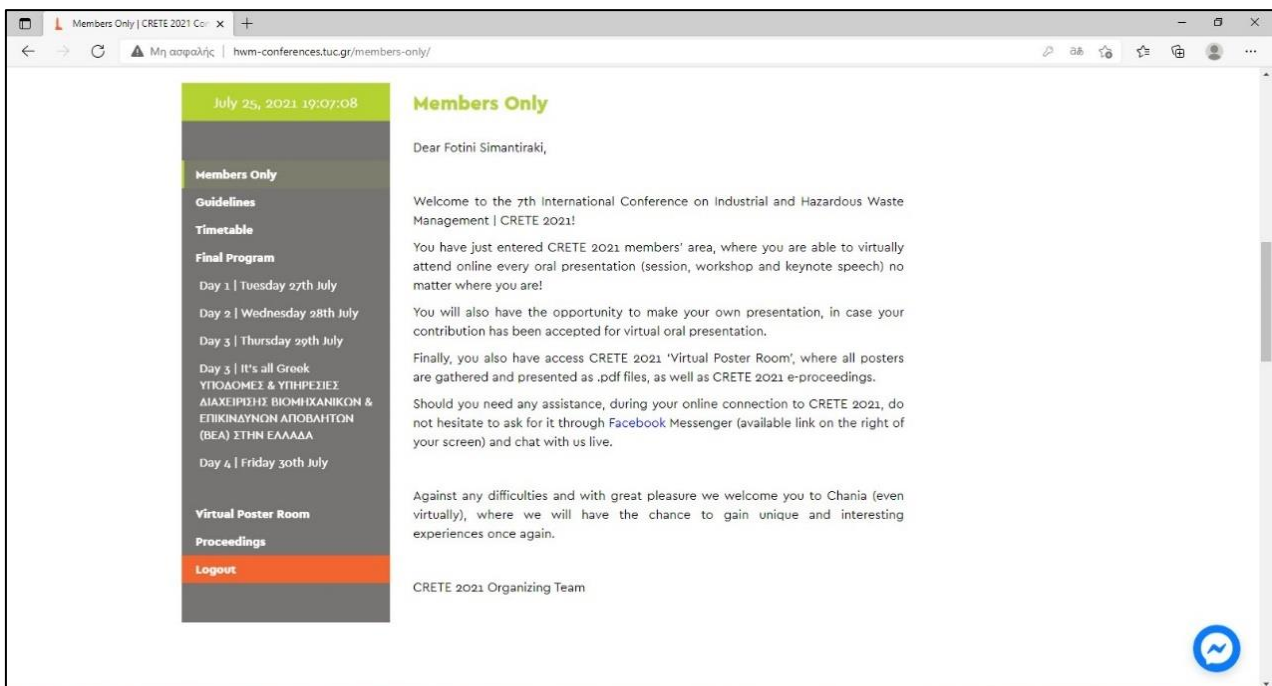 Members Only | CRETE 2021 Con
Μη ασφαλής | hwm-conferences.tuc.gr/members-only/
July 25, 2021 19:07:08
Members Only
Guidelines
Timetable
Final Program
Day 1 | Tuesday 27th July
Day 2 | Wednesday 28th July
Day 3 | Thursday 29th July
Day 3 | It's all Greek
ΥΠΟΔΟΜΕΣ & ΥΠΗΡΕΣΙΕΣ
ΔΙΑΧΕΙΡΙΣΗΣ ΒΙΟΜΗΧΑΝΙΚΩΝ &
ΕΠΙΚΙΝΔΥΝΩΝ ΑΠΟΒΛΗΤΩΝ
(ΒΕΑ) ΣΤΗΝ ΕΛΛΑΔΑ
Day 4 | Friday 30th July
Virtual Poster Room
Proceedings
Logout
Members Only
Dear Fotini Simantiraki,
Welcome to the 7th International Conference on Industrial and Hazardous Waste
Management | CRETE 2021!
You have just entered CRETE 2021 members' area, where you are able to virtually
attend online every oral presentation (session, workshop and keynote speech) no
matter where you are!
You will also have the opportunity to make your own presentation, in case your
contribution has been accepted for virtual oral presentation.
Finally, you also have access CRETE 2021 'Virtual Poster Room', where all posters
are gathered and presented as .pdf files, as well as CRETE 2021 e-proceedings.
Should you need any assistance, during your online connection to CRETE 2021, do
not hesitate to ask for it through Facebook Messenger (available link on the right of
your screen) and chat with us live.
Against any difficulties and with great pleasure we welcome you to Chania (even
virtually), where we will have the chance to gain unique and interesting
experiences once again.
CRETE 2021 Organizing Team